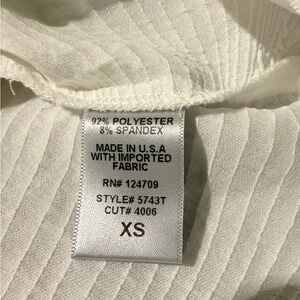 92% POLYESTER
8% SPANDEX
MADE IN U.S.A
WITH IMPORTED
FABRIC
RN# 124709
STYLE# 5743T
CUT# 4006
XS